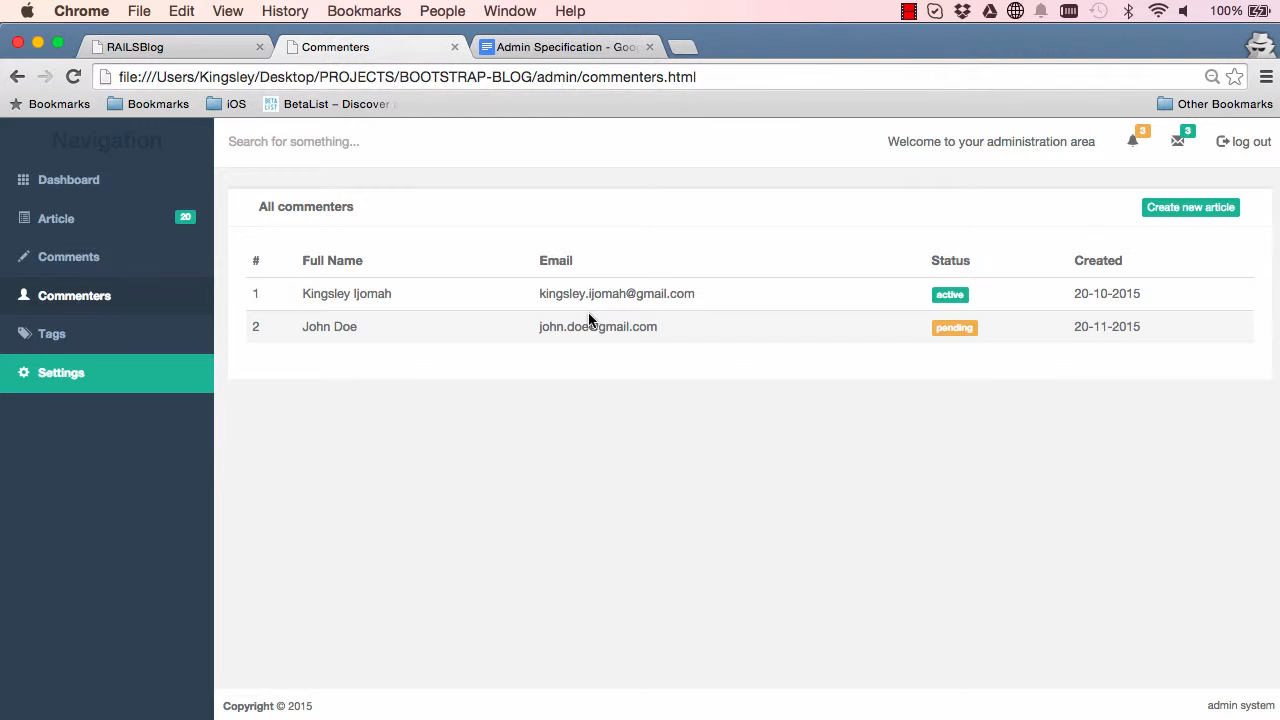 Chrome File Edit View History Bookmarks People Window Help 100%
RAILSBlog Commenters Admin Specification - Goo
file:///Users/Kingsley/Desktop/PROJECTS/BOOTSTRAP-BLOG/admin/commenters.html
Bookmarks Bookmarks iOS BETA LIST BetaList – Discover Other Bookmarks
Navigation
Search for something... Welcome to your administration area 3 3 log out
Dashboard
Article 20
Comments
Commenters
Tags
Settings
All commenters Create new article
# Full Name Email Status Created
1 Kingsley Ijomah kingsley.ijomah@gmail.com active 20-10-2015
2 John Doe john.doe@gmail.com pending 20-11-2015
Copyright © 2015 admin system